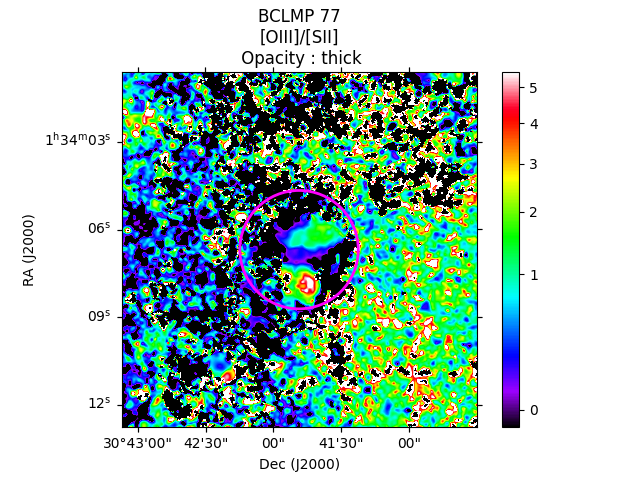 BCLMP 77
[OIII]/[SII]
Opacity : thick
1ʰ34ᵐ03ˢ
06ˢ
09ˢ
12ˢ
RA (J2000)
30°43'00" 42'30" 00" 41'30" 00"
Dec (J2000)
5
4
3
2
1
0